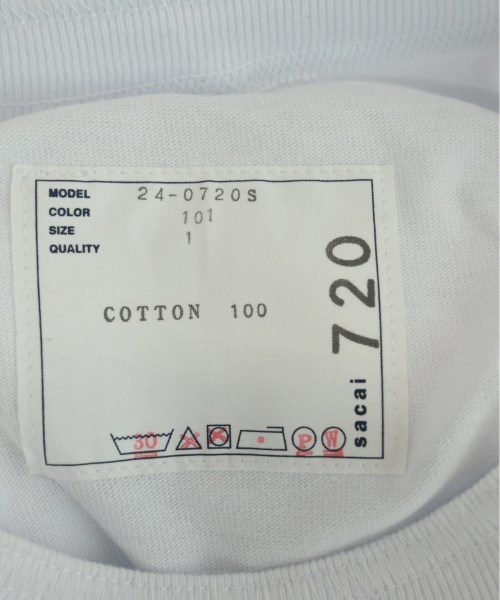 MODEL 24-0720S
COLOR 101
SIZE 1
QUALITY
COTTON 100
sacai 720
30
P
W